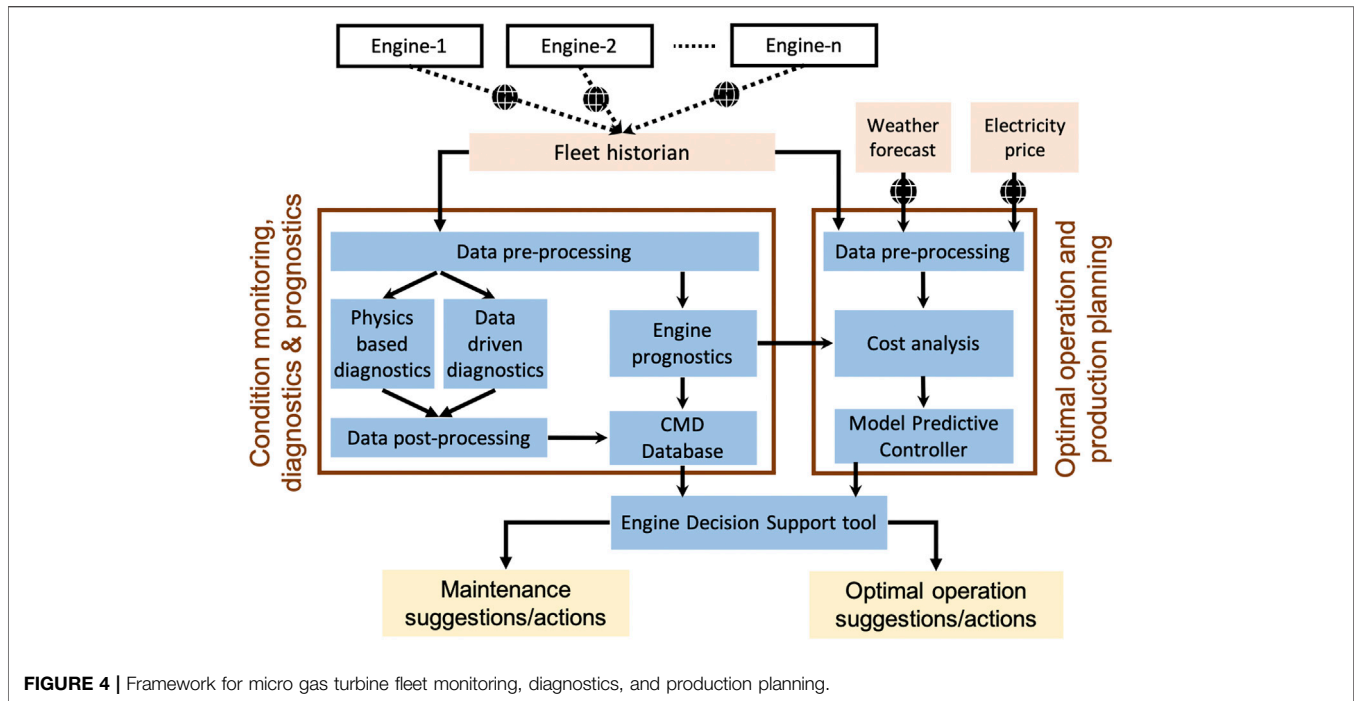 Engine-1
Engine-2
Engine-n
Fleet historian
Weather
forecast
Electricity
price
Condition monitoring,
diagnostics & prognostics
Data pre-processing
Physics
based
diagnostics
Data
driven
diagnostics
Engine
prognostics
Data post-processing
CMD
Database
Data pre-processing
Cost analysis
Model Predictive
Controller
Optimal operation and
production planning
Engine Decision Support tool
Maintenance
suggestions/actions
Optimal operation
suggestions/actions
FIGURE 4 | Framework for micro gas turbine fleet monitoring, diagnostics, and production planning.